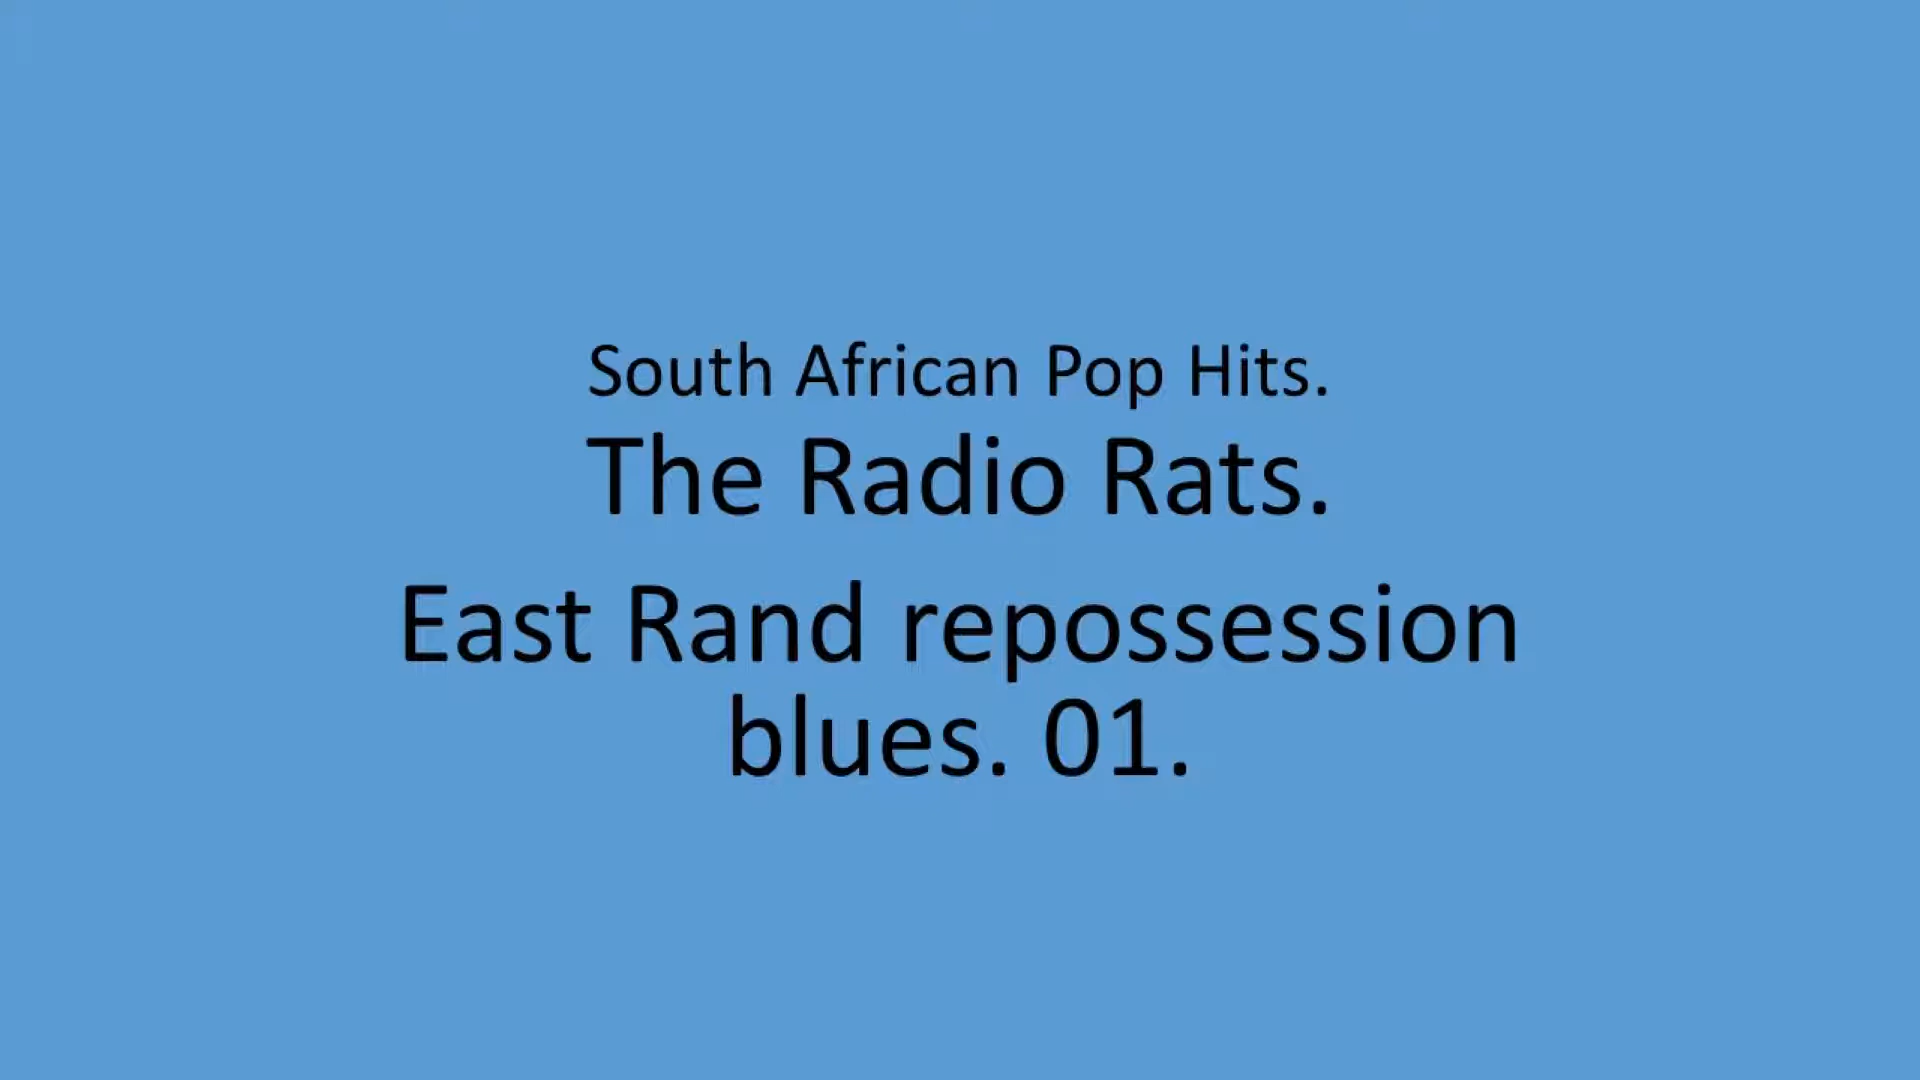 South African Pop Hits.
The Radio Rats.
East Rand repossession
blues. 01.